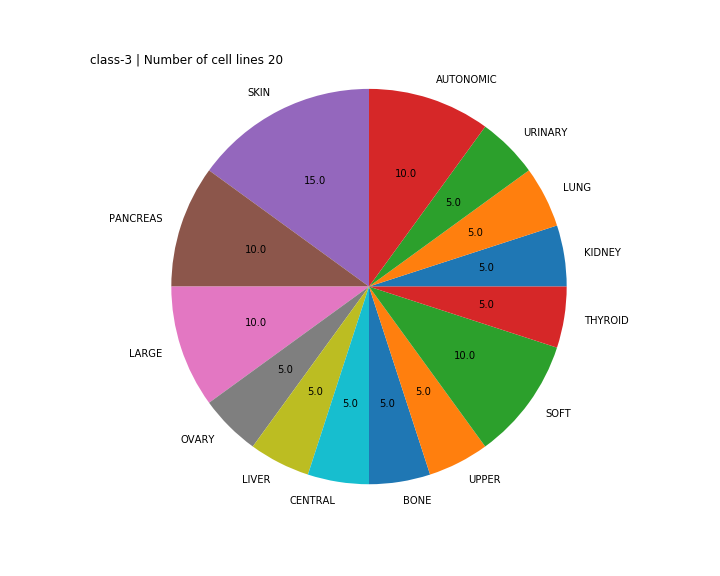 class-3 | Number of cell lines 20
AUTONOMIC
SKIN
URINARY
10.0
15.0
LUNG
5.0
PANCREAS
5.0
10.0
KIDNEY
5.0
5.0
THYROID
10.0
LARGE
10.0
5.0
5.0
5.0
5.0
5.0
SOFT
OVARY
LIVER
UPPER
CENTRAL
BONE